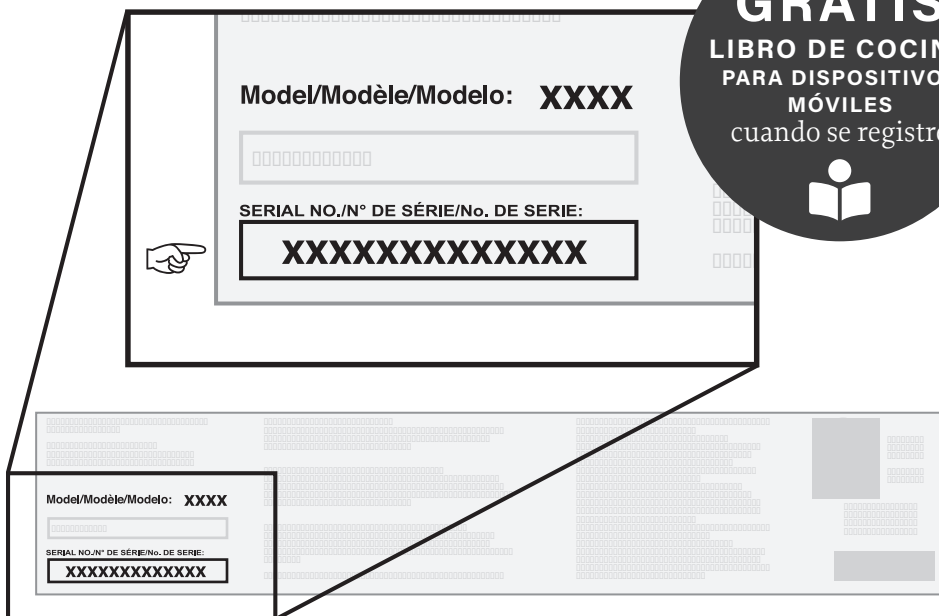 GRATIS
LIBRO DE COCIN
PARA DISPOSITIVO
MÓVILES
cuando se registre
Model/Modèle/Modelo: XXXX
SERIAL NO./N° DE SÉRIE/No. DE SERIE:
XXXXXXXXXXXXX
Model/Modèle/Modelo: XXXX
SERIAL NO./N° DE SÉRIE/No. DE SERIE:
XXXXXXXXXXXXX